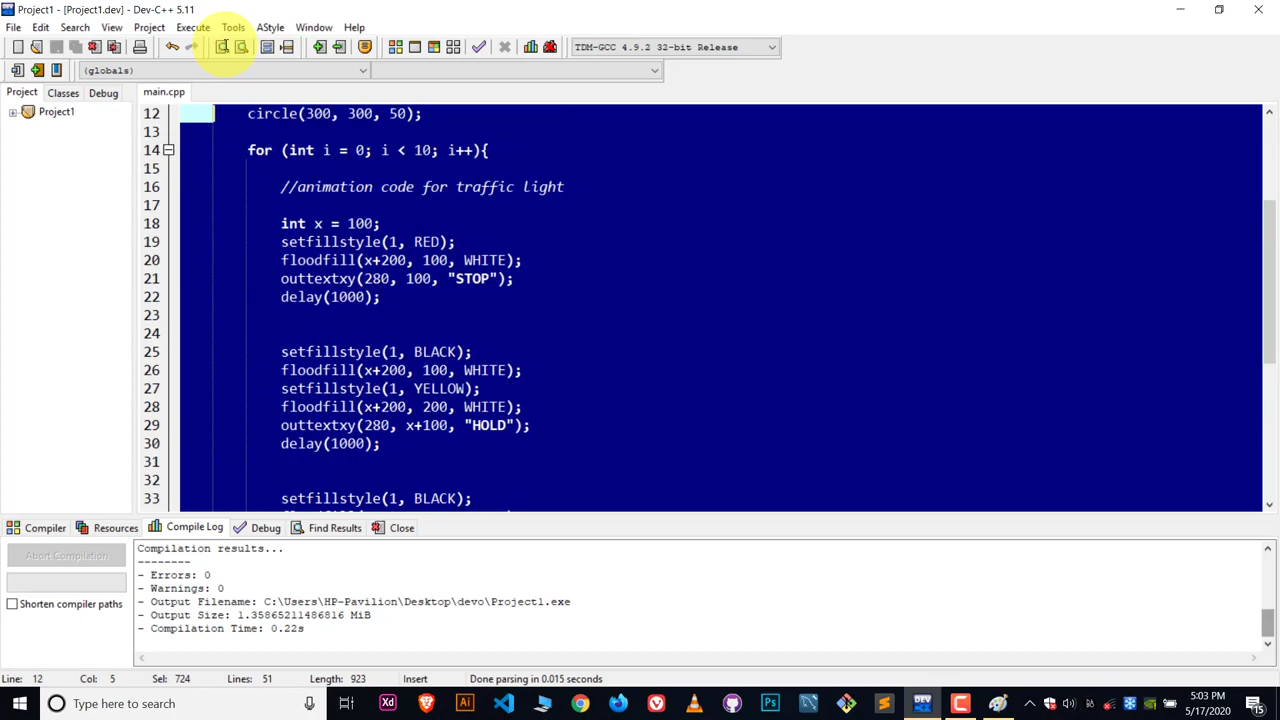 Project1 - [Project1.dev] - Dev-C++ 5.11
File Edit Search View Project Execute Tools AStyle Window Help
TDM-GCC 4.9.2 32-bit Release
(globals)
Project Classes Debug main.cpp
Project1
12 circle(300, 300, 50);
13
14 for (int i = 0; i < 10; i++){
15
16 //animation code for traffic light
17
18 int x = 100;
19 setfillstyle(1, RED);
20 floodfill(x+200, 100, WHITE);
21 outtextxy(280, 100, "STOP");
22 delay(1000);
23
24
25 setfillstyle(1, BLACK);
26 floodfill(x+200, 100, WHITE);
27 setfillstyle(1, YELLOW);
28 floodfill(x+200, 200, WHITE);
29 outtextxy(280, x+100, "HOLD");
30 delay(1000);
31
32
33 setfillstyle(1, BLACK);
Compiler Resources Compile Log Debug Find Results Close
Abort Compilation
Shorten compiler paths
Compilation results...
--------
- Errors: 0
- Warnings: 0
- Output Filename: C:\Users\HP-Pavilion\Desktop\devo\Project1.exe
- Output Size: 1.35865211486816 MiB
- Compilation Time: 0.22s
Line: 12 Col: 5 Sel: 724 Lines: 51 Length: 923 Insert Done parsing in 0.015 seconds
Type here to search
5:03 PM
5/17/2020